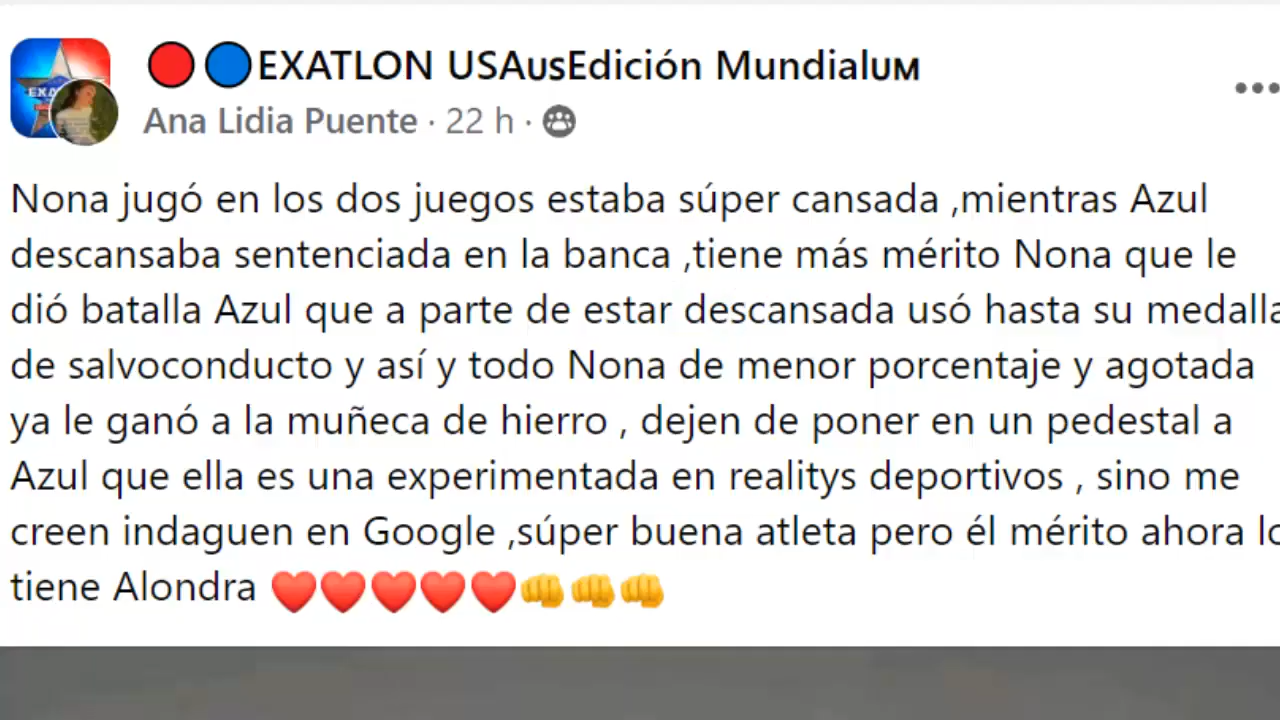 🔴🔵EXATLON USAᴜsEdición Mundialᴜᴍ
Ana Lidia Puente · 22 h ·
EXA
Nona jugó en los dos juegos estaba súper cansada ,mientras Azul
descansaba sentenciada en la banca ,tiene más mérito Nona que le
dió batalla Azul que a parte de estar descansada usó hasta su medalla
de salvoconducto y así y todo Nona de menor porcentaje y agotada
ya le ganó a la muñeca de hierro , dejen de poner en un pedestal a
Azul que ella es una experimentada en realitys deportivos , sino me
creen indaguen en Google ,súper buena atleta pero él mérito ahora lo
tiene Alondra ❤️❤️❤️❤️❤️👊👊👊